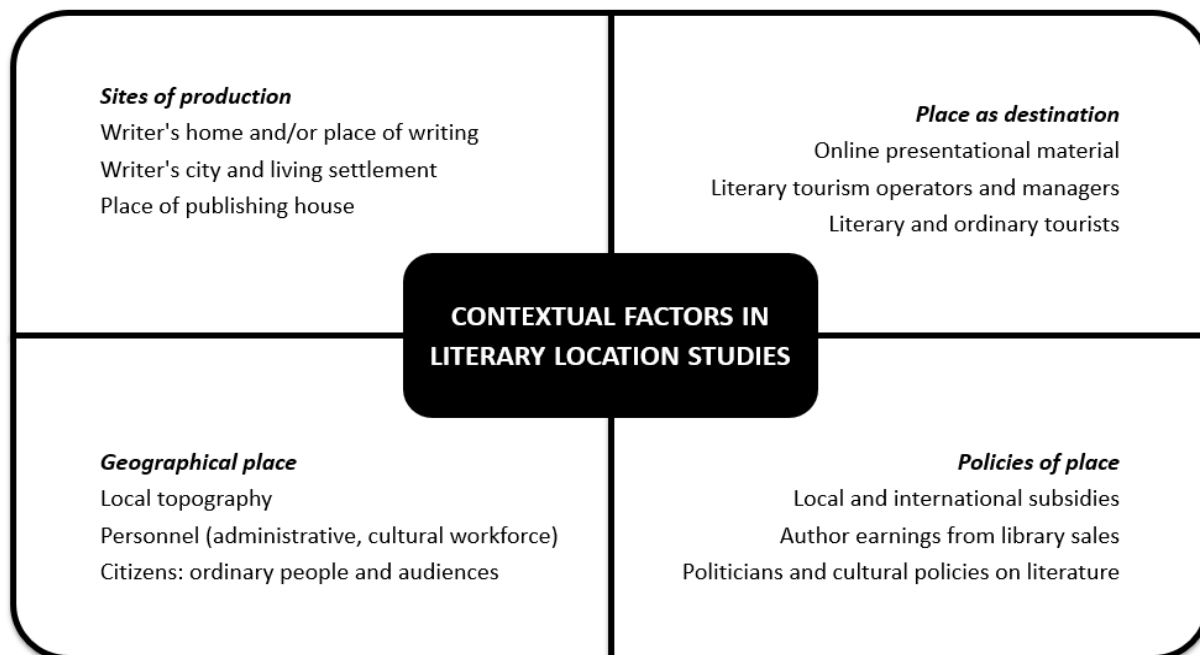 Sites of production
Writer's home and/or place of writing
Writer's city and living settlement
Place of publishing house
Place as destination
Online presentational material
Literary tourism operators and managers
Literary and ordinary tourists
CONTEXTUAL FACTORS IN
LITERARY LOCATION STUDIES
Geographical place
Local topography
Personnel (administrative, cultural workforce)
Citizens: ordinary people and audiences
Policies of place
Local and international subsidies
Author earnings from library sales
Politicians and cultural policies on literature